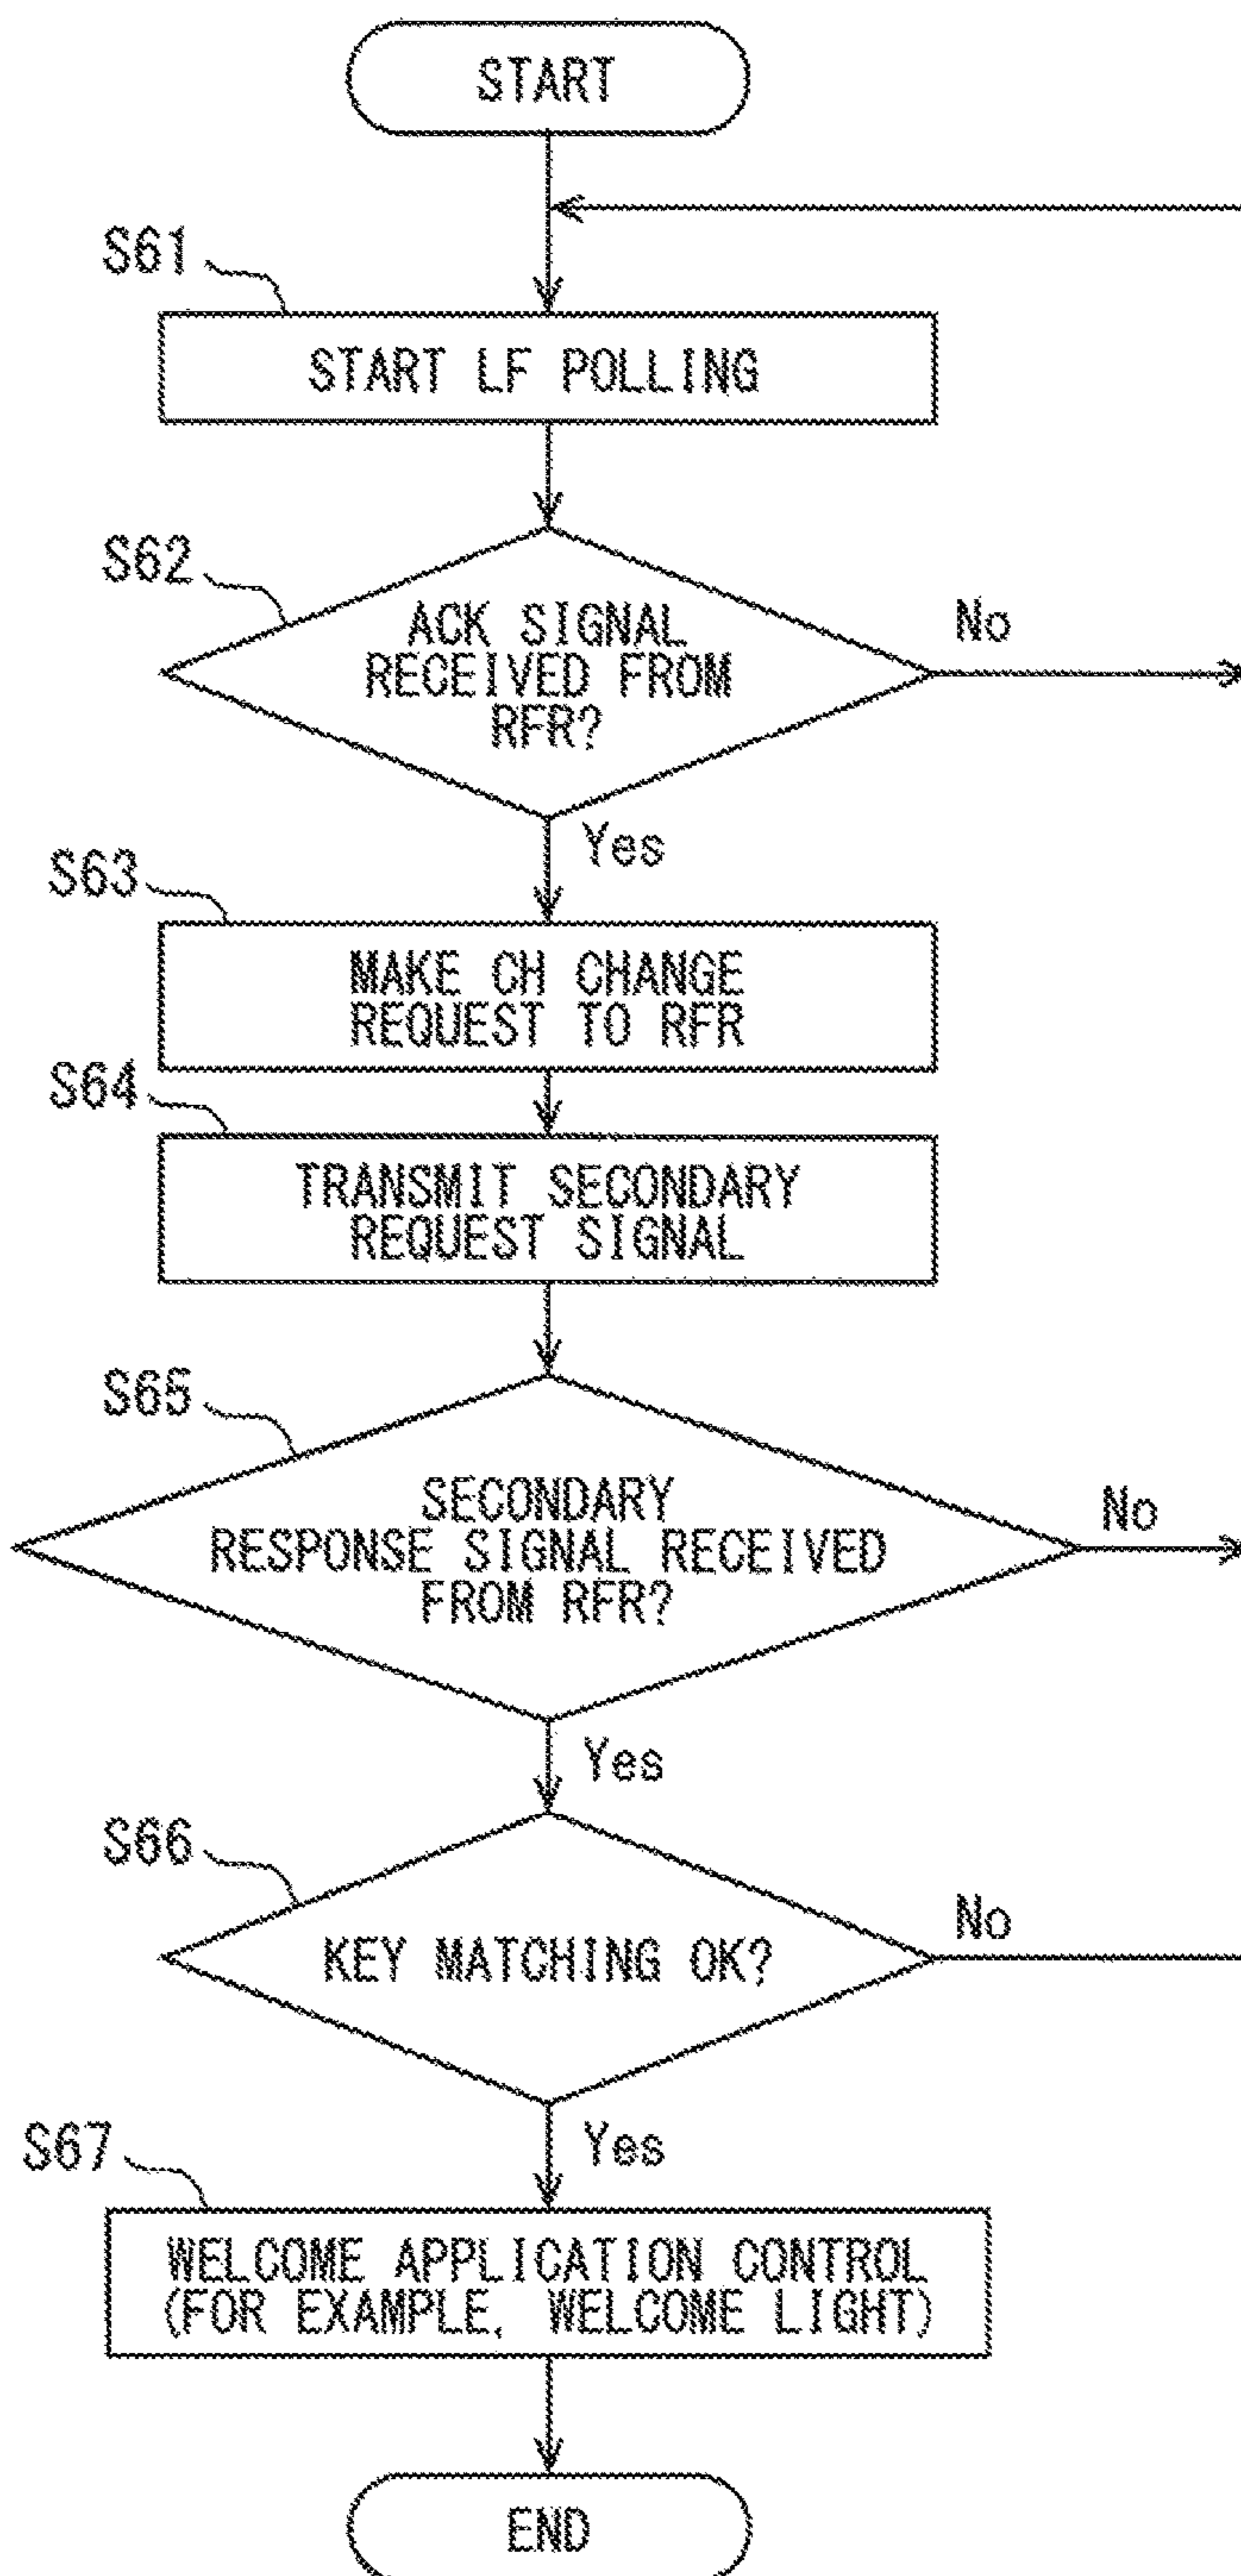 START
S61
START LF POLLING
S62
ACK SIGNAL
RECEIVED FROM
RFR?
No
Yes
S63
MAKE CH CHANGE
REQUEST TO RFR
S64
TRANSMIT SECONDARY
REQUEST SIGNAL
S65
SECONDARY
RESPONSE SIGNAL RECEIVED
FROM RFR?
No
Yes
S66
KEY MATCHING OK?
No
Yes
S67
WELCOME APPLICATION CONTROL
(FOR EXAMPLE, WELCOME LIGHT)
END